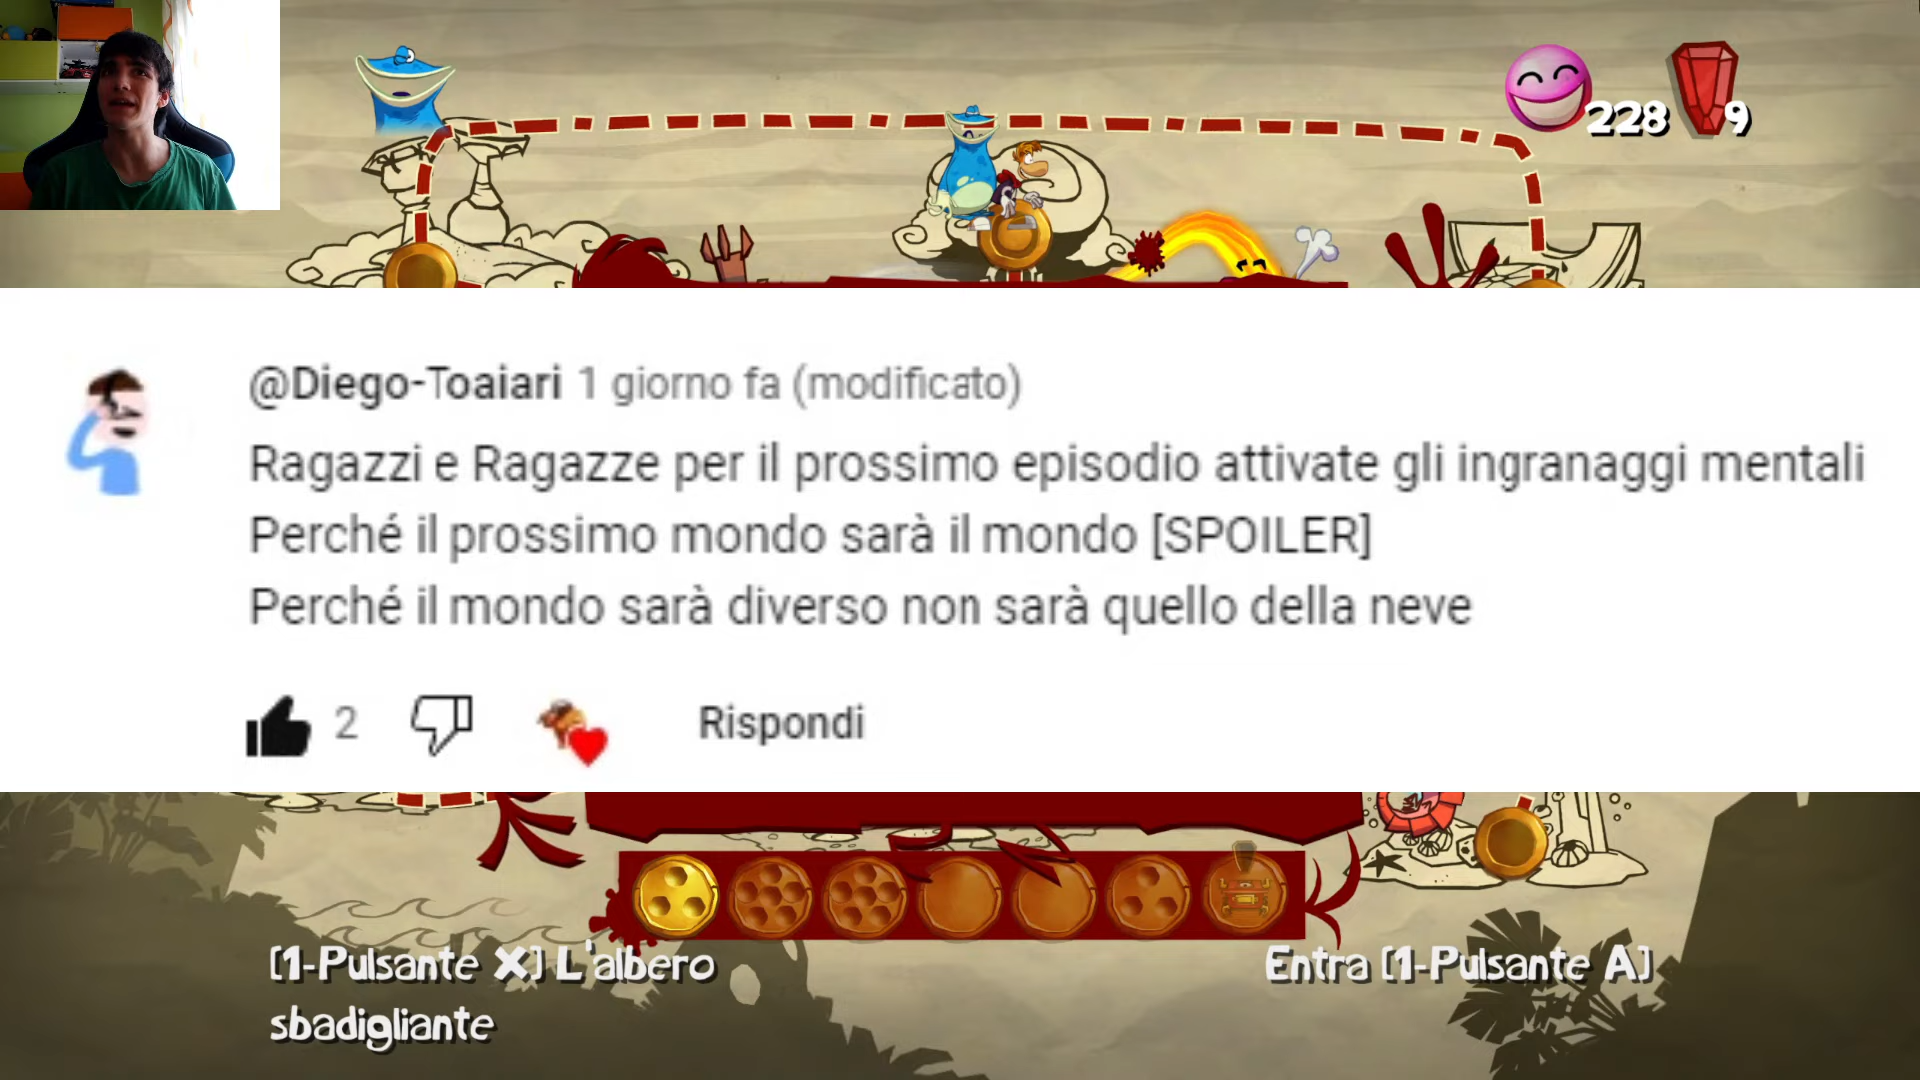 228 9
@Diego-Toaiari 1 giorno fa (modificato)
Ragazzi e Ragazze per il prossimo episodio attivate gli ingranaggi mentali
Perché il prossimo mondo sarà il mondo [SPOILER]
Perché il mondo sarà diverso non sarà quello della neve
2 Rispondi
[1-Pulsante X] L'albero
sbadigliante
Entra [1-Pulsante A]